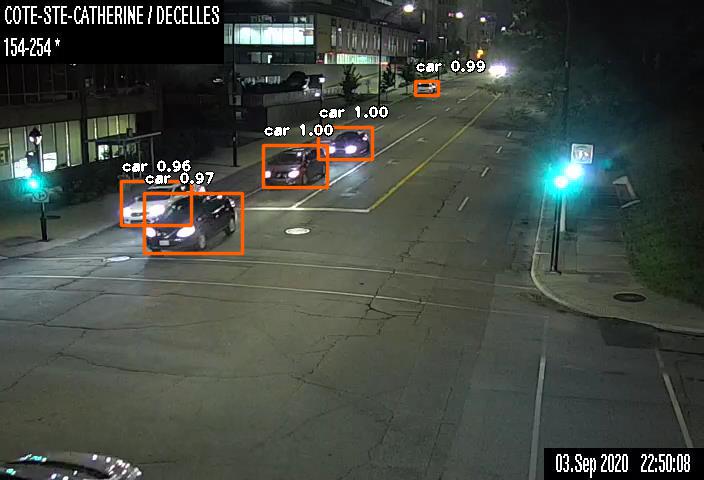 COTE-STE-CATHERINE / DECELLES
154-254 *
car 0.99
car 1.00
car 1.00
car 0.96
car 0.97
03.Sep 2020 22:50:08